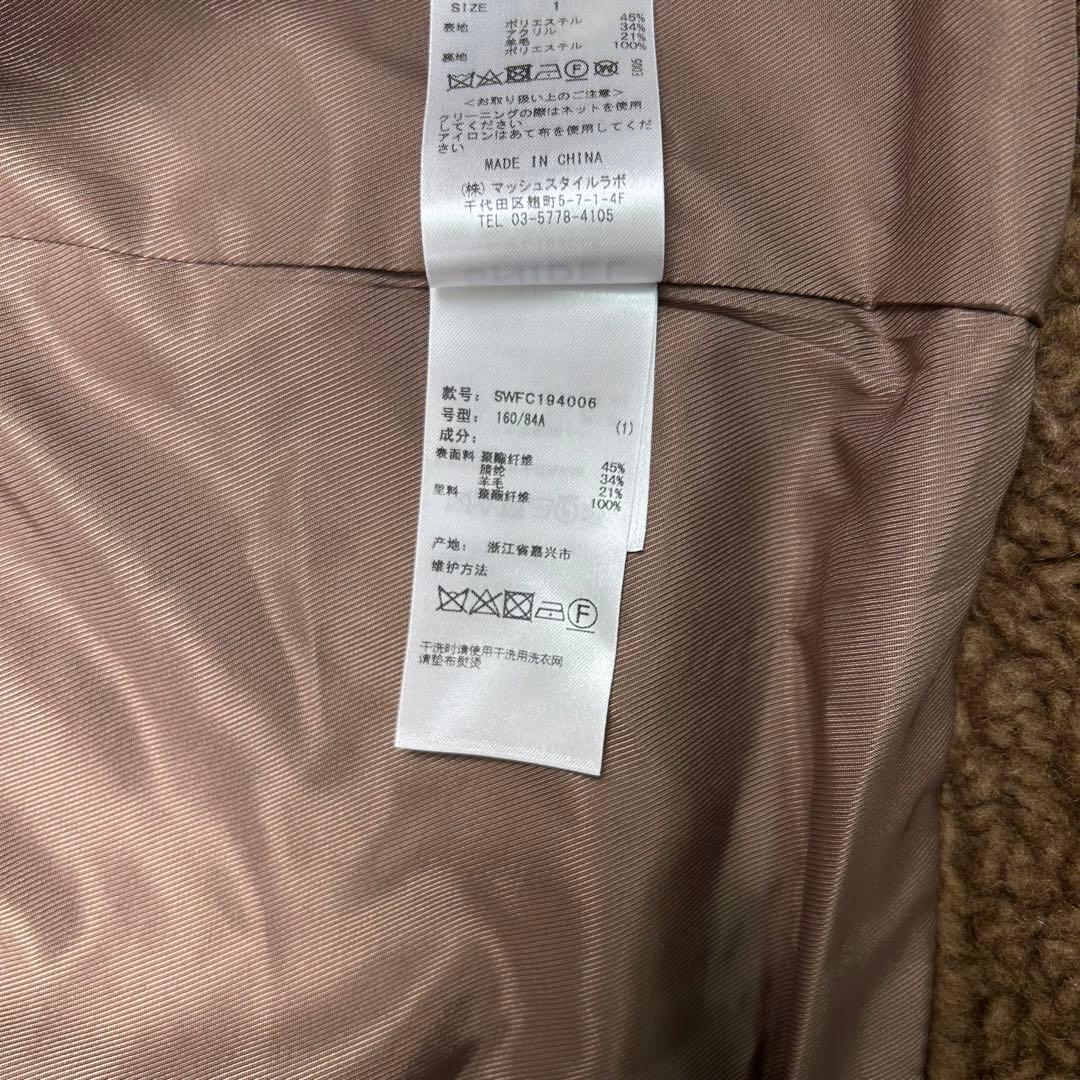 SIZE 1
表地 ポリエステル 45%
アクリル 34%
羊毛 21%
裏地 ポリエステル 100%
F W
E005
<お取り扱い上のご注意>
クリーニングの際はネットを使用
してください
アイロンはあて布を使用してくだ
さい
MADE IN CHINA
(株)マッシュスタイルラボ
千代田区麹町5-7-1-4F
TEL 03-5778-4105
款号: SWFC194006
号型: 160/84A (1)
成分:
表面料 聚酯纤维 45%
腈纶 34%
羊毛 21%
里料 聚酯纤维 100%
产地: 浙江省嘉兴市
维护方法
F
干洗时请使用干洗用洗衣网
请垫布熨烫